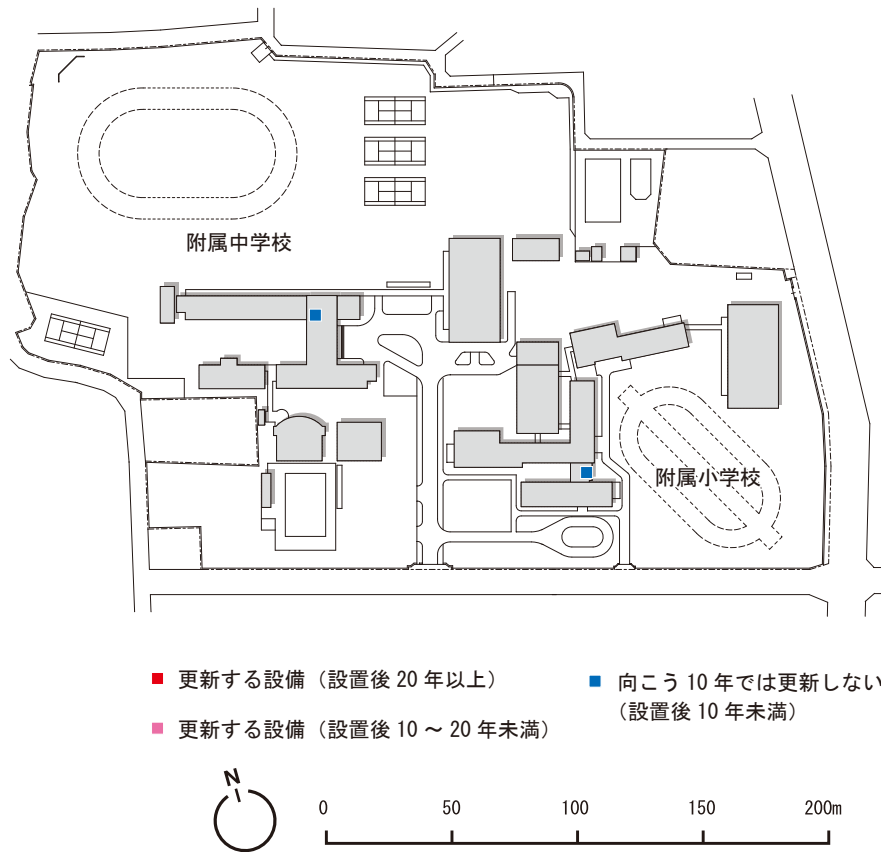 附属中学校
附属小学校
■ 更新する設備（設置後 20 年以上）
■ 更新する設備（設置後 10 ～ 20 年未満）
■ 向こう 10 年では更新しない
（設置後 10 年未満）
N
0 50 100 150 200m